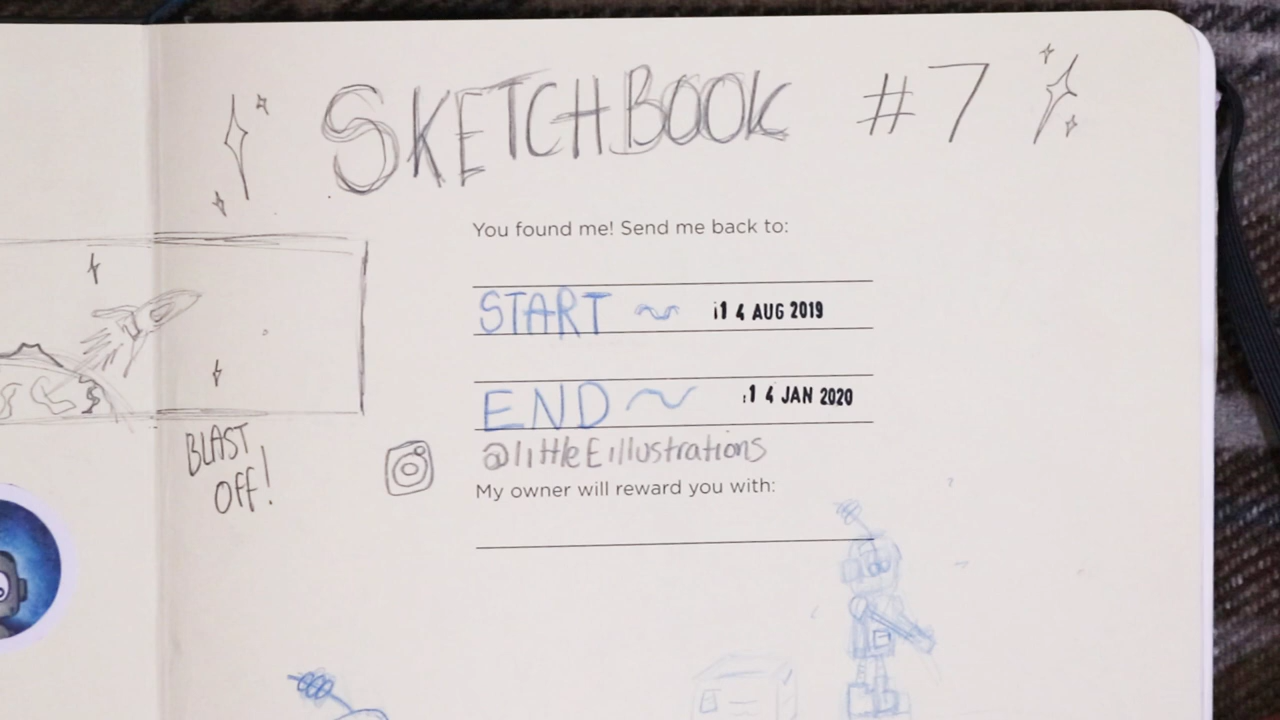 SKETCHBOOK #7
You found me! Send me back to:
START ~ 14 AUG 2019
END ~ 14 JAN 2020
@littleEillustrations
My owner will reward you with:
BLAST
OFF!